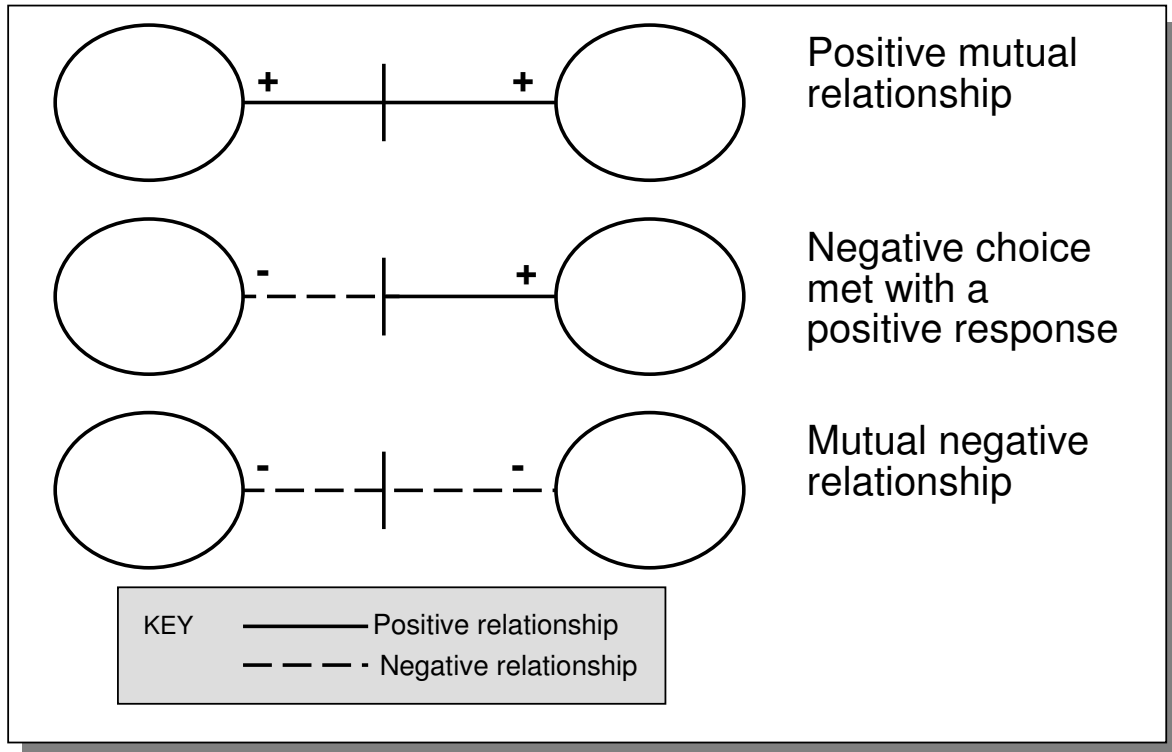 + +
Positive mutual
relationship
- +
Negative choice
met with a
positive response
- -
Mutual negative
relationship
KEY Positive relationship
Negative relationship